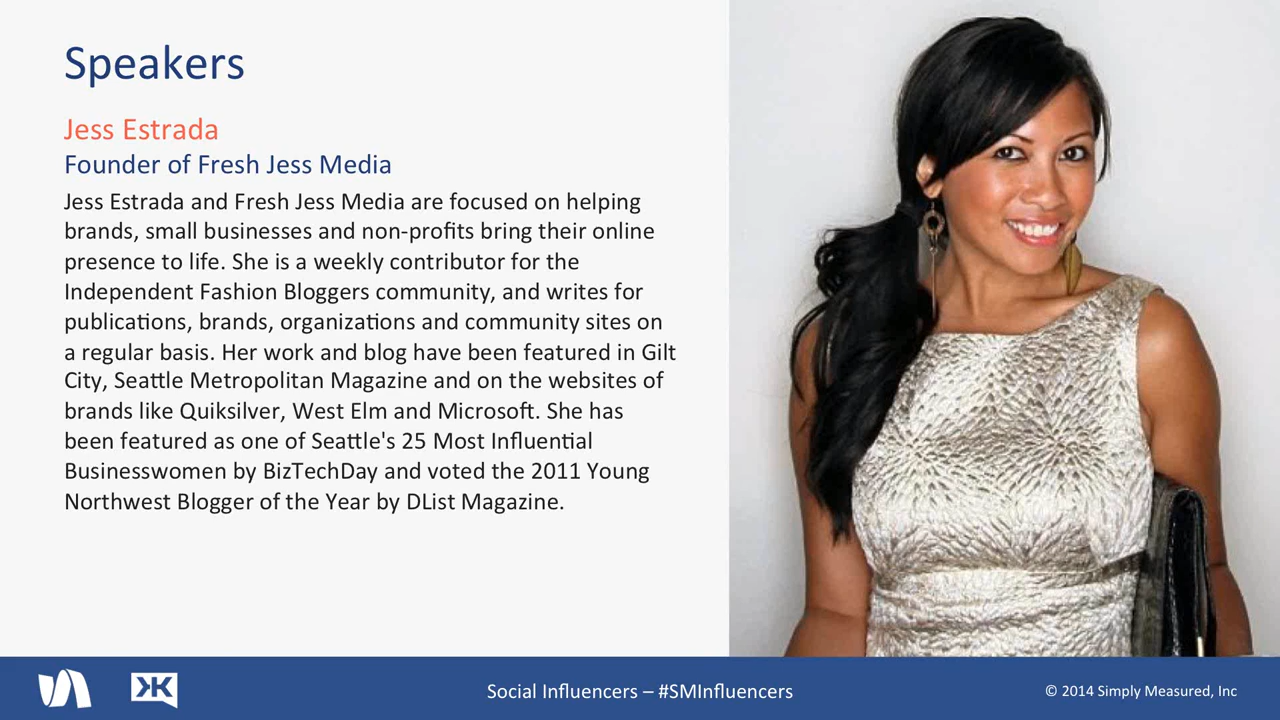 Speakers
Jess Estrada
Founder of Fresh Jess Media
Jess Estrada and Fresh Jess Media are focused on helping
brands, small businesses and non-profits bring their online
presence to life. She is a weekly contributor for the
Independent Fashion Bloggers community, and writes for
publications, brands, organizations and community sites on
a regular basis. Her work and blog have been featured in Gilt
City, Seattle Metropolitan Magazine and on the websites of
brands like Quiksilver, West Elm and Microsoft. She has
been featured as one of Seattle's 25 Most Influential
Businesswomen by BizTechDay and voted the 2011 Young
Northwest Blogger of the Year by DList Magazine.
Social Influencers – #SMInfluencers
© 2014 Simply Measured, Inc